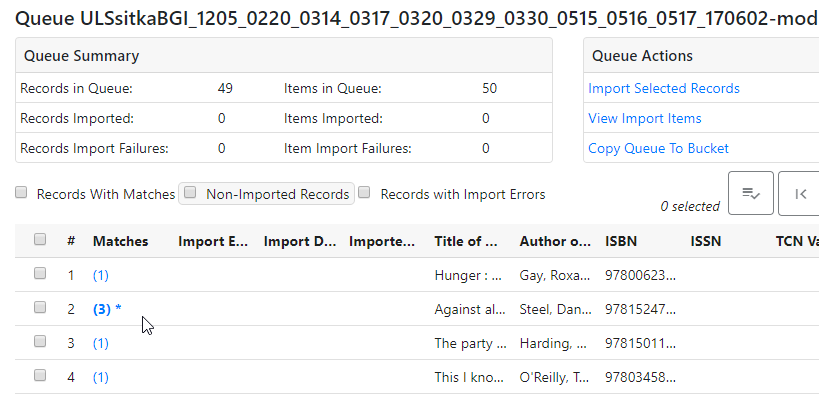 Queue ULSsitkaBGI_1205_0220_0314_0317_0320_0329_0330_0515_0516_0517_170602-mod
Queue Summary
Records in Queue: 49 Items in Queue: 50
Records Imported: 0 Items Imported: 0
Records Import Failures: 0 Item Import Failures: 0
Queue Actions
Import Selected Records
View Import Items
Copy Queue To Bucket
Records With Matches Non-Imported Records Records with Import Errors
0 selected
# Matches Import E... Import D... Importe... Title of ... Author o... ISBN ISSN TCN Va
1 (1) Hunger : ... Gay, Roxa... 97800623...
2 (3) * Against al... Steel, Dan... 97815247...
3 (1) The party ... Harding, ... 97815011...
4 (1) This I kno... O'Reilly, T... 97803458...